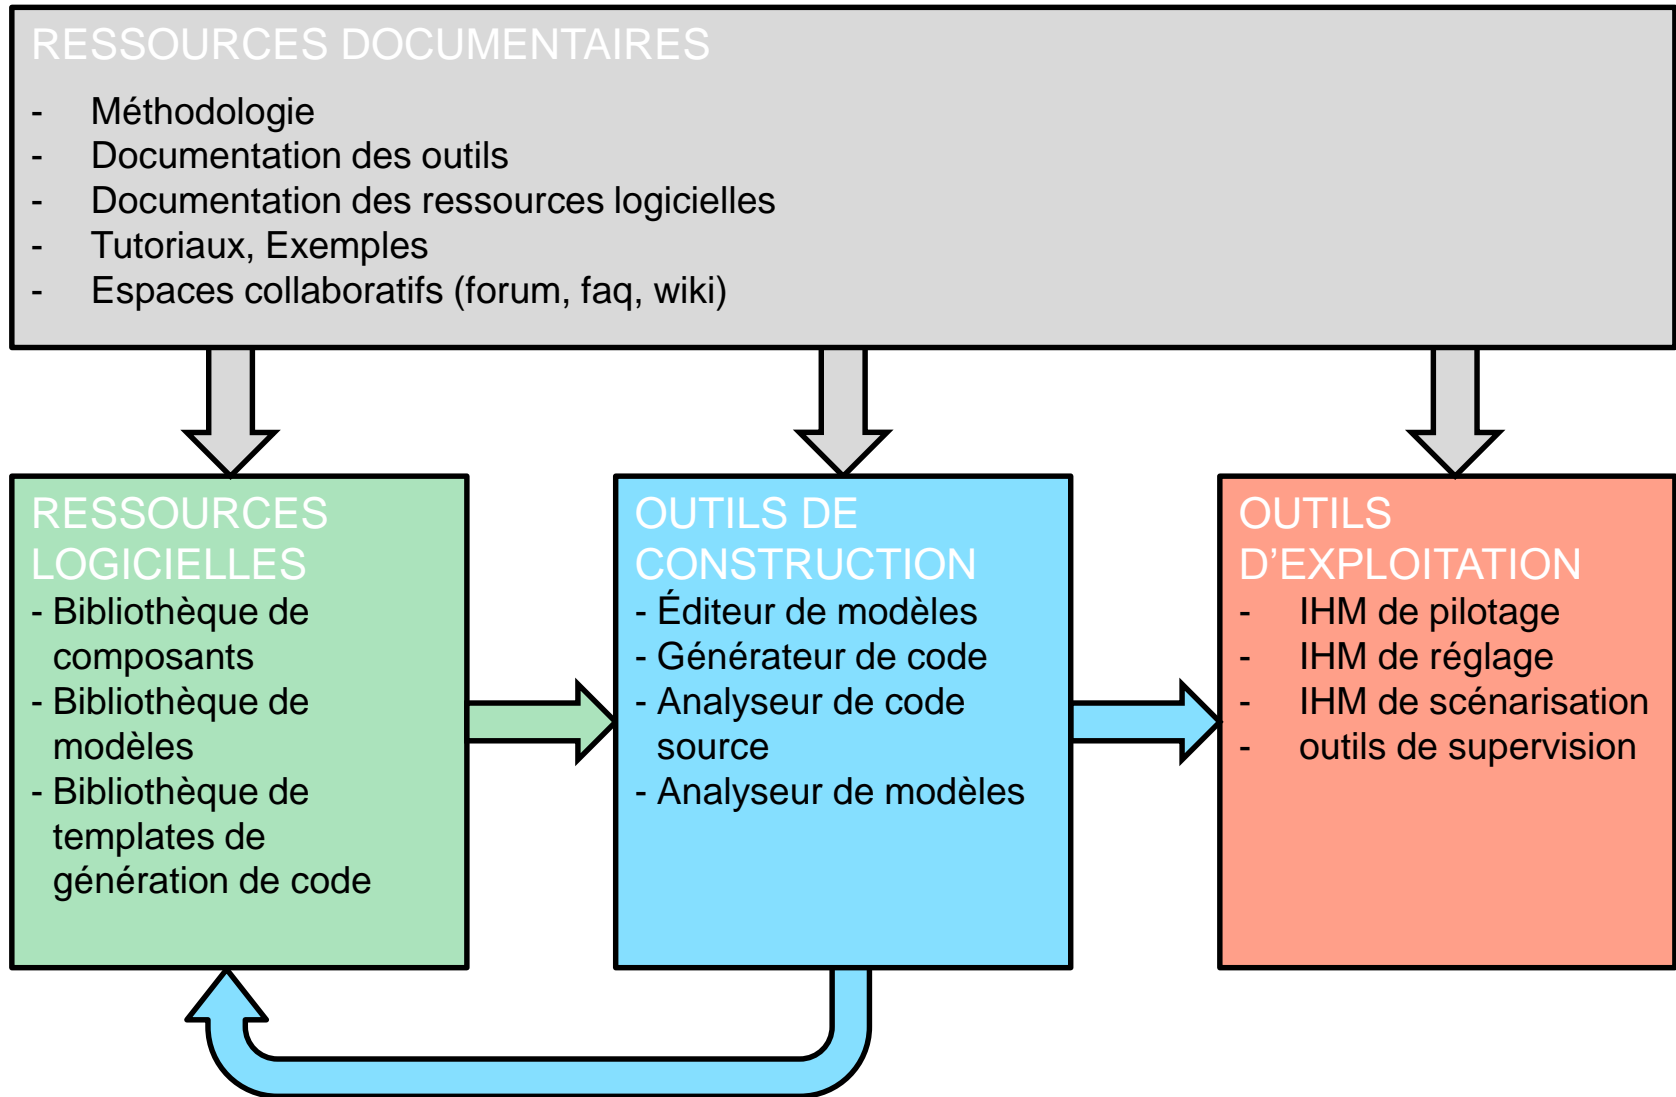 RESSOURCES DOCUMENTAIRES
- Méthodologie
- Documentation des outils
- Documentation des ressources logicielles
- Tutoriaux, Exemples
- Espaces collaboratifs (forum, faq, wiki)
RESSOURCES
LOGICIELLES
- Bibliothèque de
composants
- Bibliothèque de
modèles
- Bibliothèque de
templates de
génération de code
OUTILS DE
CONSTRUCTION
- Éditeur de modèles
- Générateur de code
- Analyseur de code
source
- Analyseur de modèles
OUTILS
D’EXPLOITATION
- IHM de pilotage
- IHM de réglage
- IHM de scénarisation
- outils de supervision